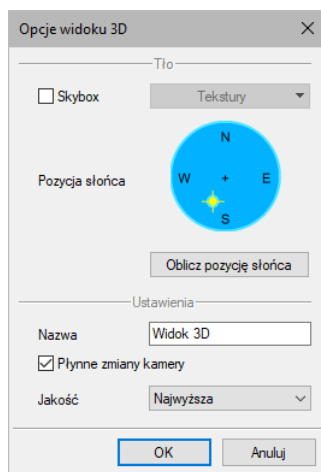 Opcje widoku 3D
Tło
Skybox
Tekstury
N
Pozycja słońca
W
E
S
Oblicz pozycję słońca
Ustawienia
Nazwa
Widok 3D
Płynne zmiany kamery
Jakość
Najwyższa
OK
Anuluj